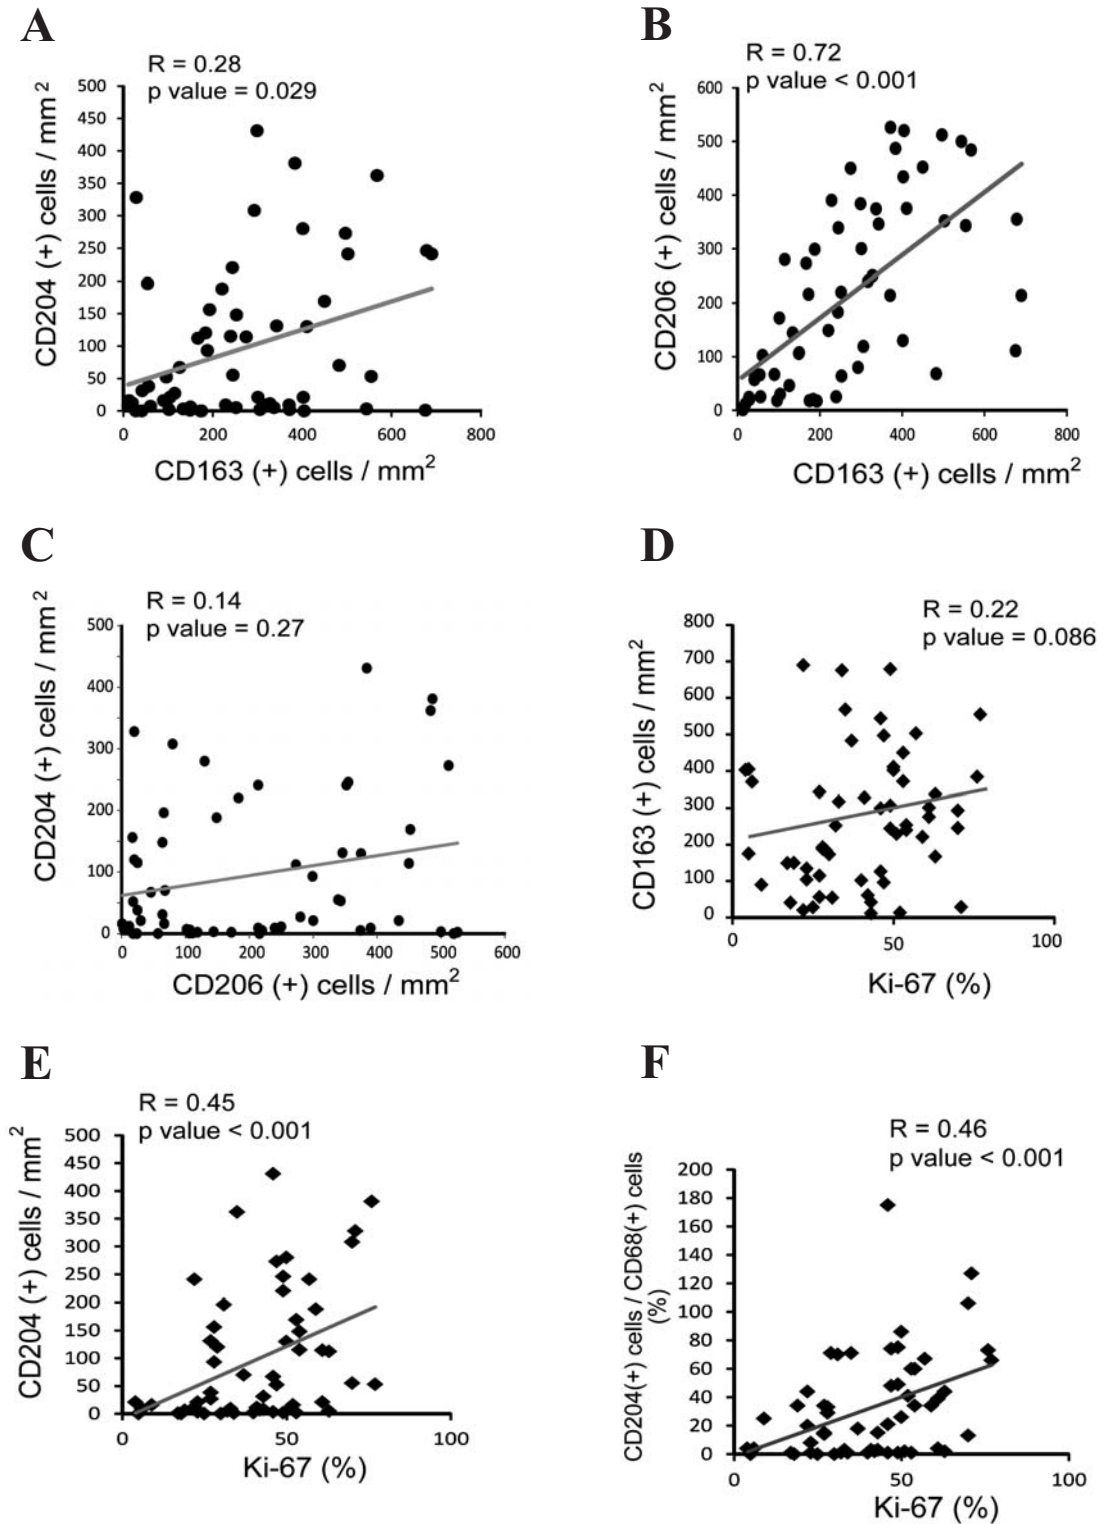 A
R = 0.28
p value = 0.029
CD204 (+) cells / mm²
500
450
400
350
300
250
200
150
100
50
0
0 200 400 600 800
CD163 (+) cells / mm²
B
R = 0.72
p value < 0.001
CD206 (+) cells / mm²
600
500
400
300
200
100
0
0 200 400 600 800
CD163 (+) cells / mm²
C
R = 0.14
p value = 0.27
CD204 (+) cells / mm²
500
400
300
200
100
0
0 100 200 300 400 500 600
CD206 (+) cells / mm²
D
R = 0.22
p value = 0.086
CD163 (+) cells / mm²
800
700
600
500
400
300
200
100
0
0 50 100
Ki-67 (%)
E
R = 0.45
p value < 0.001
CD204 (+) cells / mm²
500
450
400
350
300
250
200
150
100
50
0
0 50 100
Ki-67 (%)
F
R = 0.46
p value < 0.001
CD204(+) cells / CD68(+) cells
(%)
200
180
160
140
120
100
80
60
40
20
0
0 50 100
Ki-67 (%)